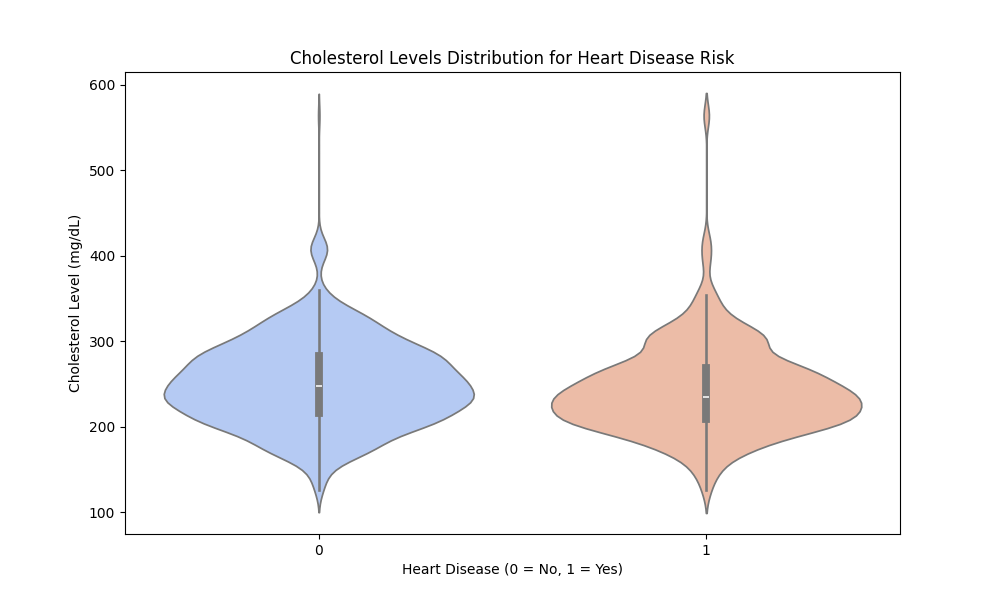 Cholesterol Levels Distribution for Heart Disease Risk
600
500
400
300
200
100
Cholesterol Level (mg/dL)
0 1
Heart Disease (0 = No, 1 = Yes)